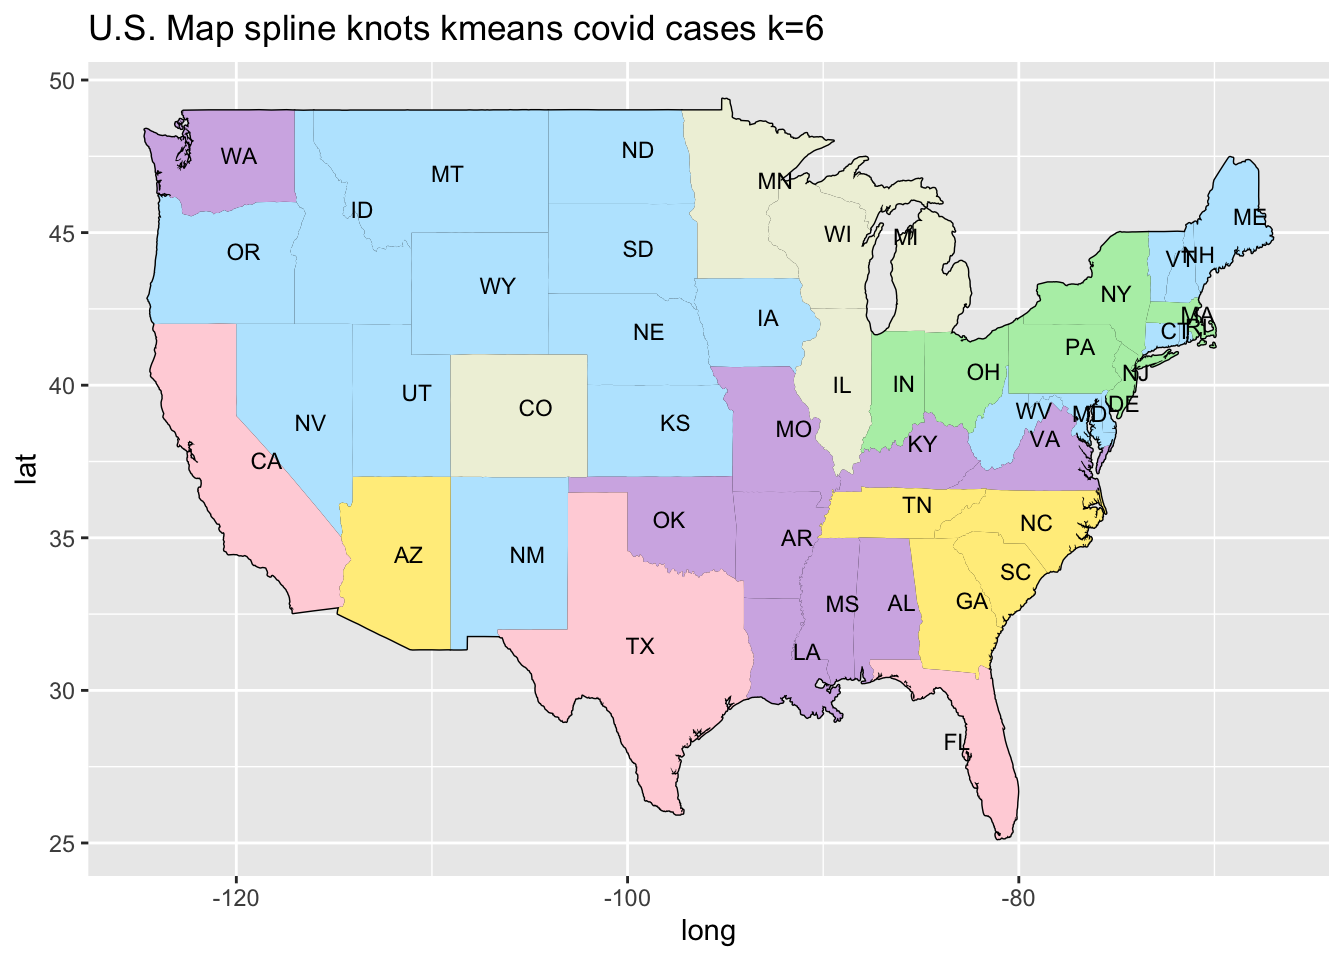 U.S. Map spline knots kmeans covid cases k=6
50
45
40
35
30
25
lat
WA
MT
ND
MN
ME
ID
OR
SD
WI
MI
VT
NH
WY
NY
NE
IA
MA
CT
RI
PA
UT
CO
IL
IN
OH
NJ
NV
KS
MO
WV
MD
DE
CA
KY
VA
OK
AR
TN
NC
AZ
NM
SC
MS
AL
GA
TX
LA
FL
-120
-100
-80
long